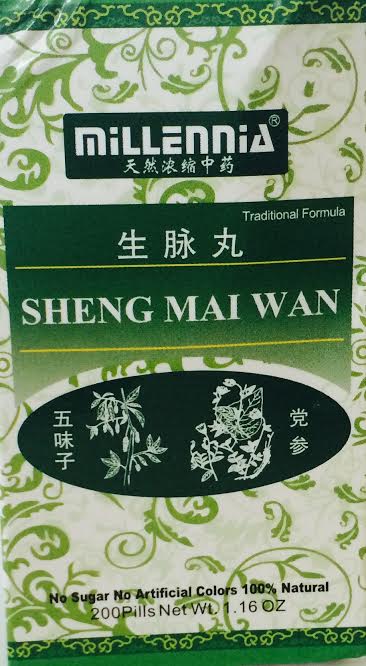 MiLLENNiA®
天然浓缩中药
Traditional Formula
生脉丸
SHENG MAI WAN
五味子
党参
No Sugar No Artificial Colors 100% Natural
200Pills Net Wt. 1.16 OZ